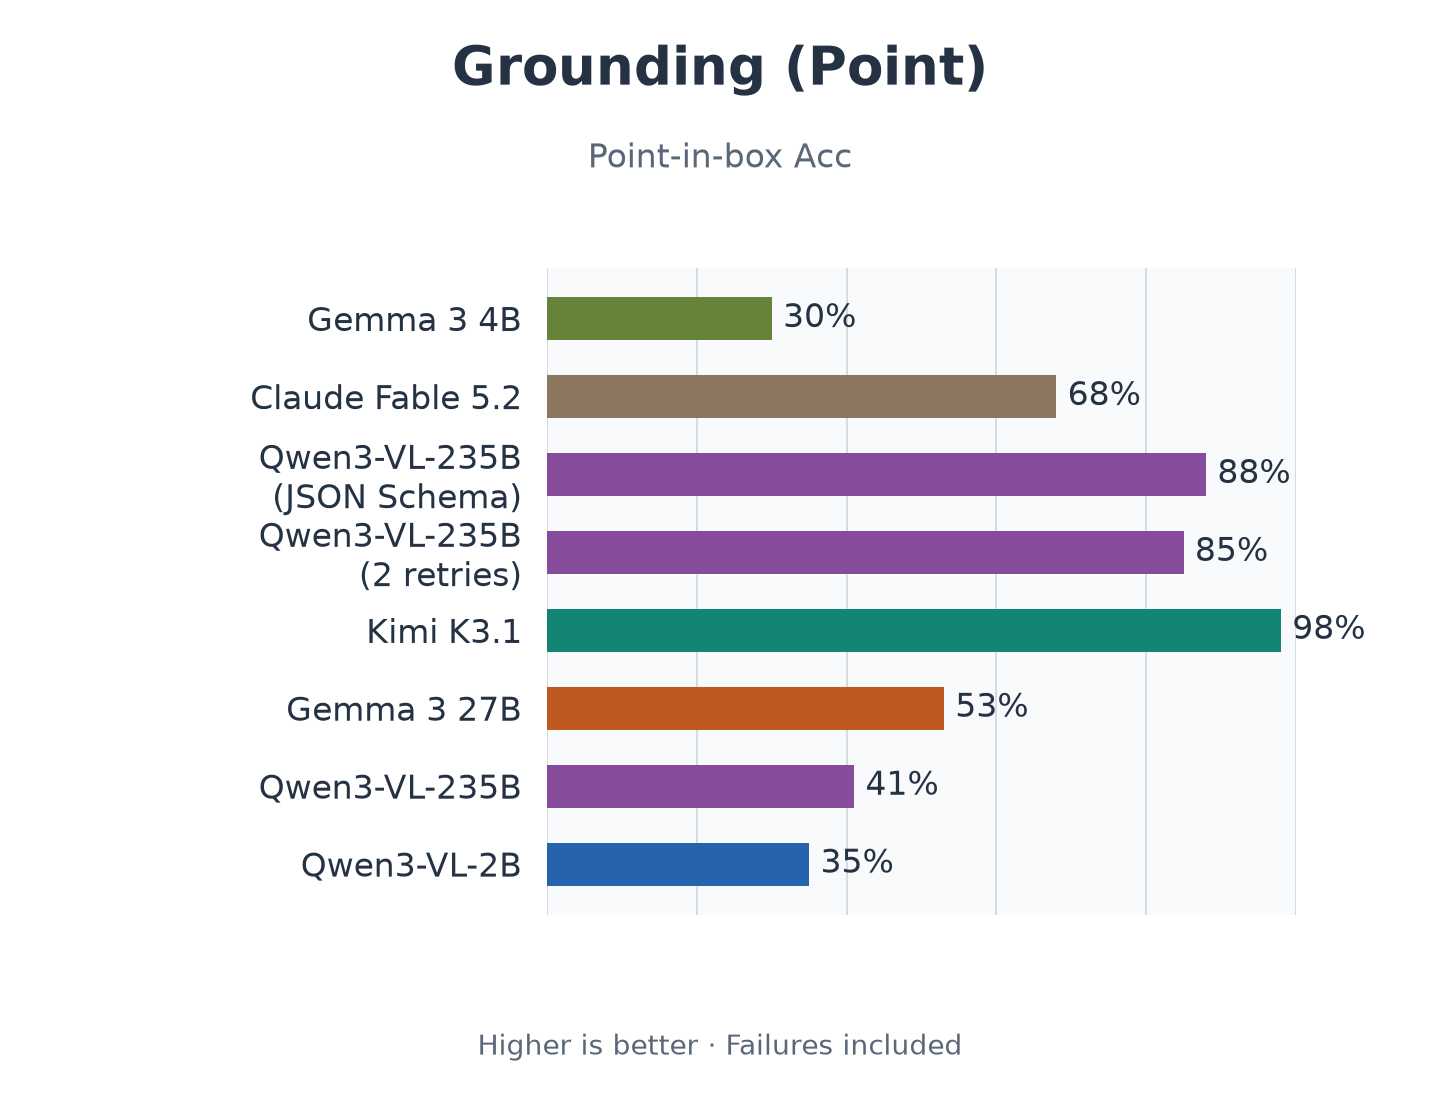 Grounding (Point)
Point-in-box Acc
Gemma 3 4B 30%
Claude Fable 5.2 68%
Qwen3-VL-235B
(JSON Schema) 88%
Qwen3-VL-235B
(2 retries) 85%
Kimi K3.1 98%
Gemma 3 27B 53%
Qwen3-VL-235B 41%
Qwen3-VL-2B 35%
Higher is better · Failures included